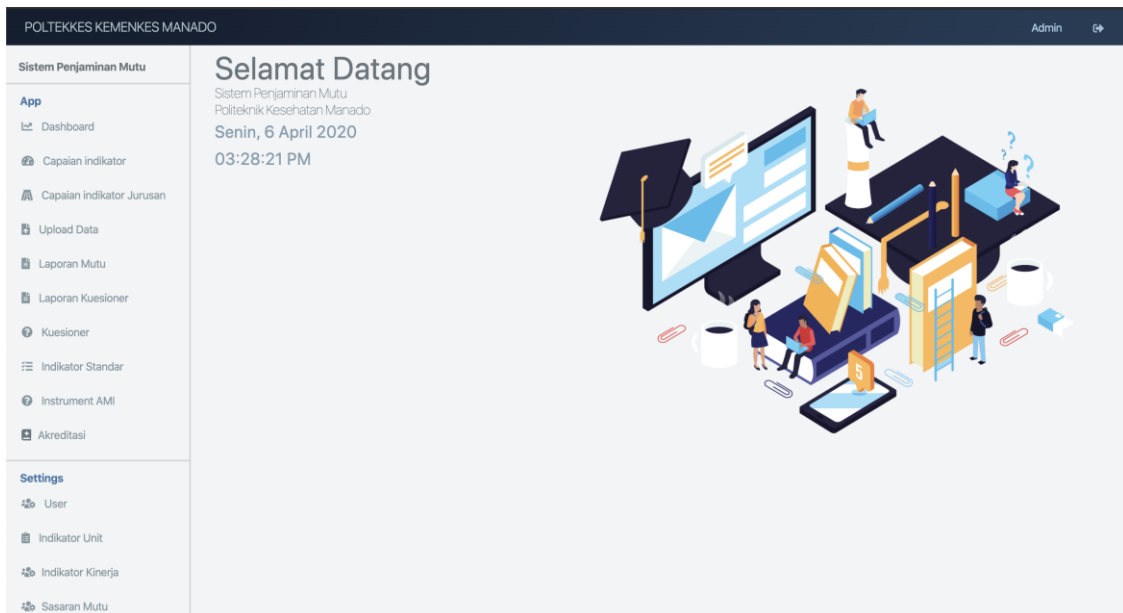 POLTEKKES KEMENKES MANADO
Admin
Sistem Penjaminan Mutu
App
Dashboard
Capaian indikator
Capaian indikator Jurusan
Upload Data
Laporan Mutu
Laporan Kuesioner
Kuesioner
Indikator Standar
Instrument AMI
Akreditasi
Settings
User
Indikator Unit
Indikator Kinerja
Sasaran Mutu
Selamat Datang
Sistem Penjaminan Mutu
Politeknik Kesehatan Manado
Senin, 6 April 2020
03:28:21 PM
5